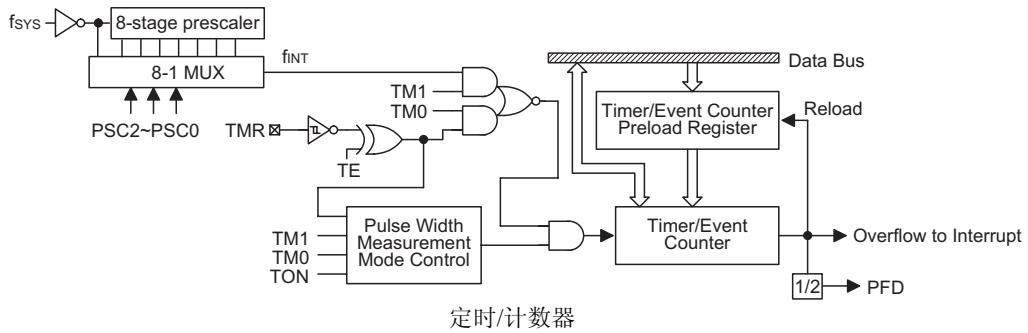 fSYS
8-stage prescaler
8-1 MUX
fINT
PSC2~PSC0
TMR
TE
TM1
TM0
TM1
TM0
TON
Pulse Width
Measurement
Mode Control
Data Bus
Timer/Event Counter
Preload Register
Reload
Timer/Event
Counter
Overflow to Interrupt
1/2
PFD
定时/计数器